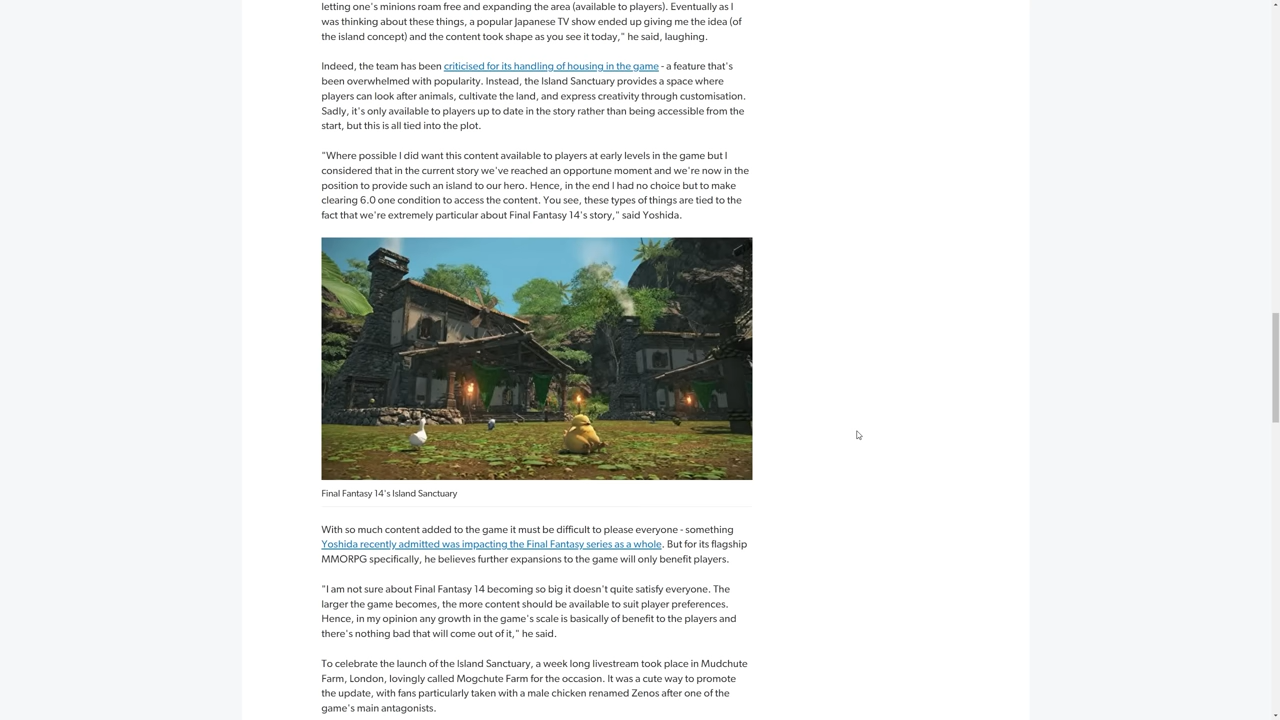 letting one's minions roam free and expanding the area (available to players). Eventually as I
was thinking about these things, a popular Japanese TV show ended up giving me the idea (of
the island concept) and the content took shape as you see it today," he said, laughing.
Indeed, the team has been criticised for its handling of housing in the game - a feature that's
been overwhelmed with popularity. Instead, the Island Sanctuary provides a space where
players can look after animals, cultivate the land, and express creativity through customisation.
Sadly, it's only available to players up to date in the story rather than being accessible from the
start, but this is all tied into the plot.
"Where possible I did want this content available to players at early levels in the game but I
considered that in the current story we've reached an opportune moment and we're now in the
position to provide such an island to our hero. Hence, in the end I had no choice but to make
clearing 6.0 one condition to access the content. You see, these types of things are tied to the
fact that we're extremely particular about Final Fantasy 14's story," said Yoshida.
Final Fantasy 14's Island Sanctuary
With so much content added to the game it must be difficult to please everyone - something
Yoshida recently admitted was impacting the Final Fantasy series as a whole. But for its flagship
MMORPG specifically, he believes further expansions to the game will only benefit players.
"I am not sure about Final Fantasy 14 becoming so big it doesn't quite satisfy everyone. The
larger the game becomes, the more content should be available to suit player preferences.
Hence, in my opinion any growth in the game's scale is basically of benefit to the players and
there's nothing bad that will come out of it," he said.
To celebrate the launch of the Island Sanctuary, a week long livestream took place in Mudchute
Farm, London, lovingly called Mogchute Farm for the occasion. It was a cute way to promote
the update, with fans particularly taken with a male chicken renamed Zenos after one of the
game's main antagonists.